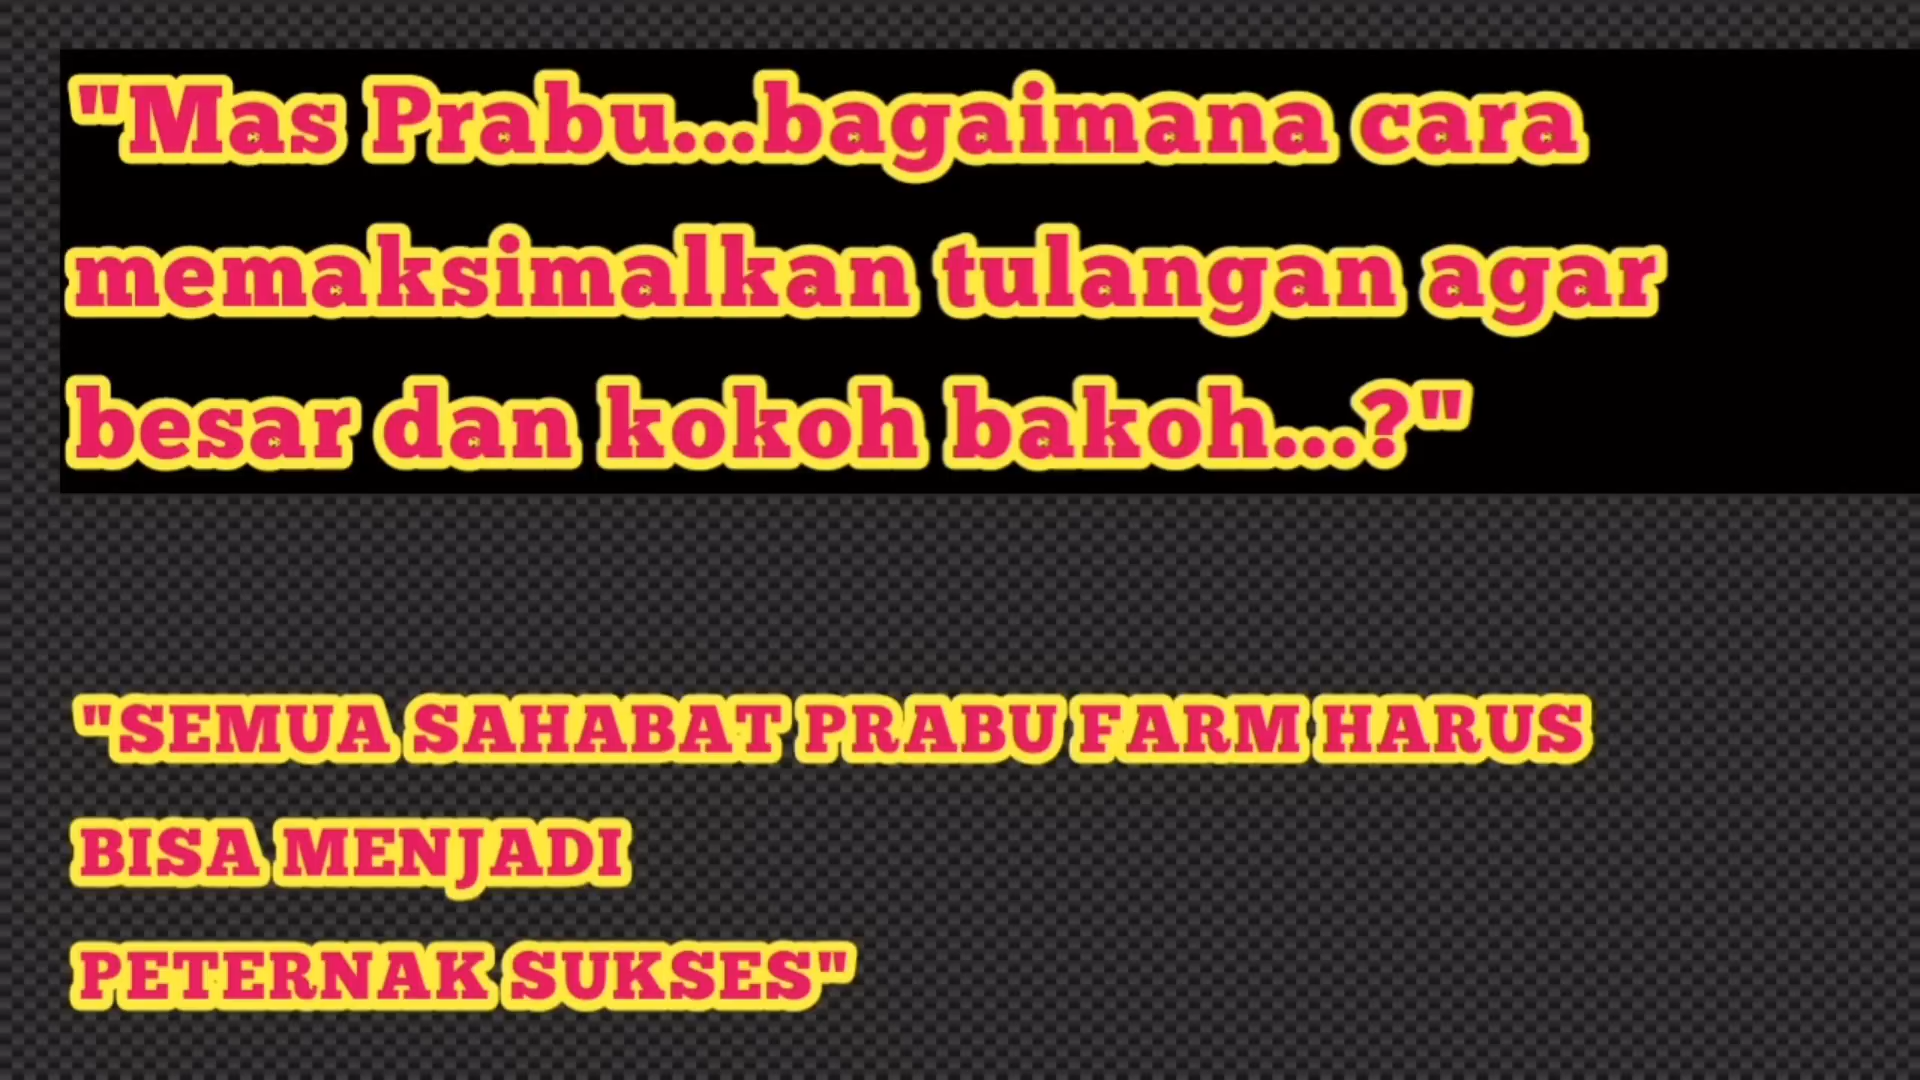 "Mas Prabu...bagaimana cara
memaksimalkan tulangan agar
besar dan kokoh bakoh...?"
"SEMUA SAHABAT PRABU FARM HARUS
BISA MENJADI
PETERNAK SUKSES"